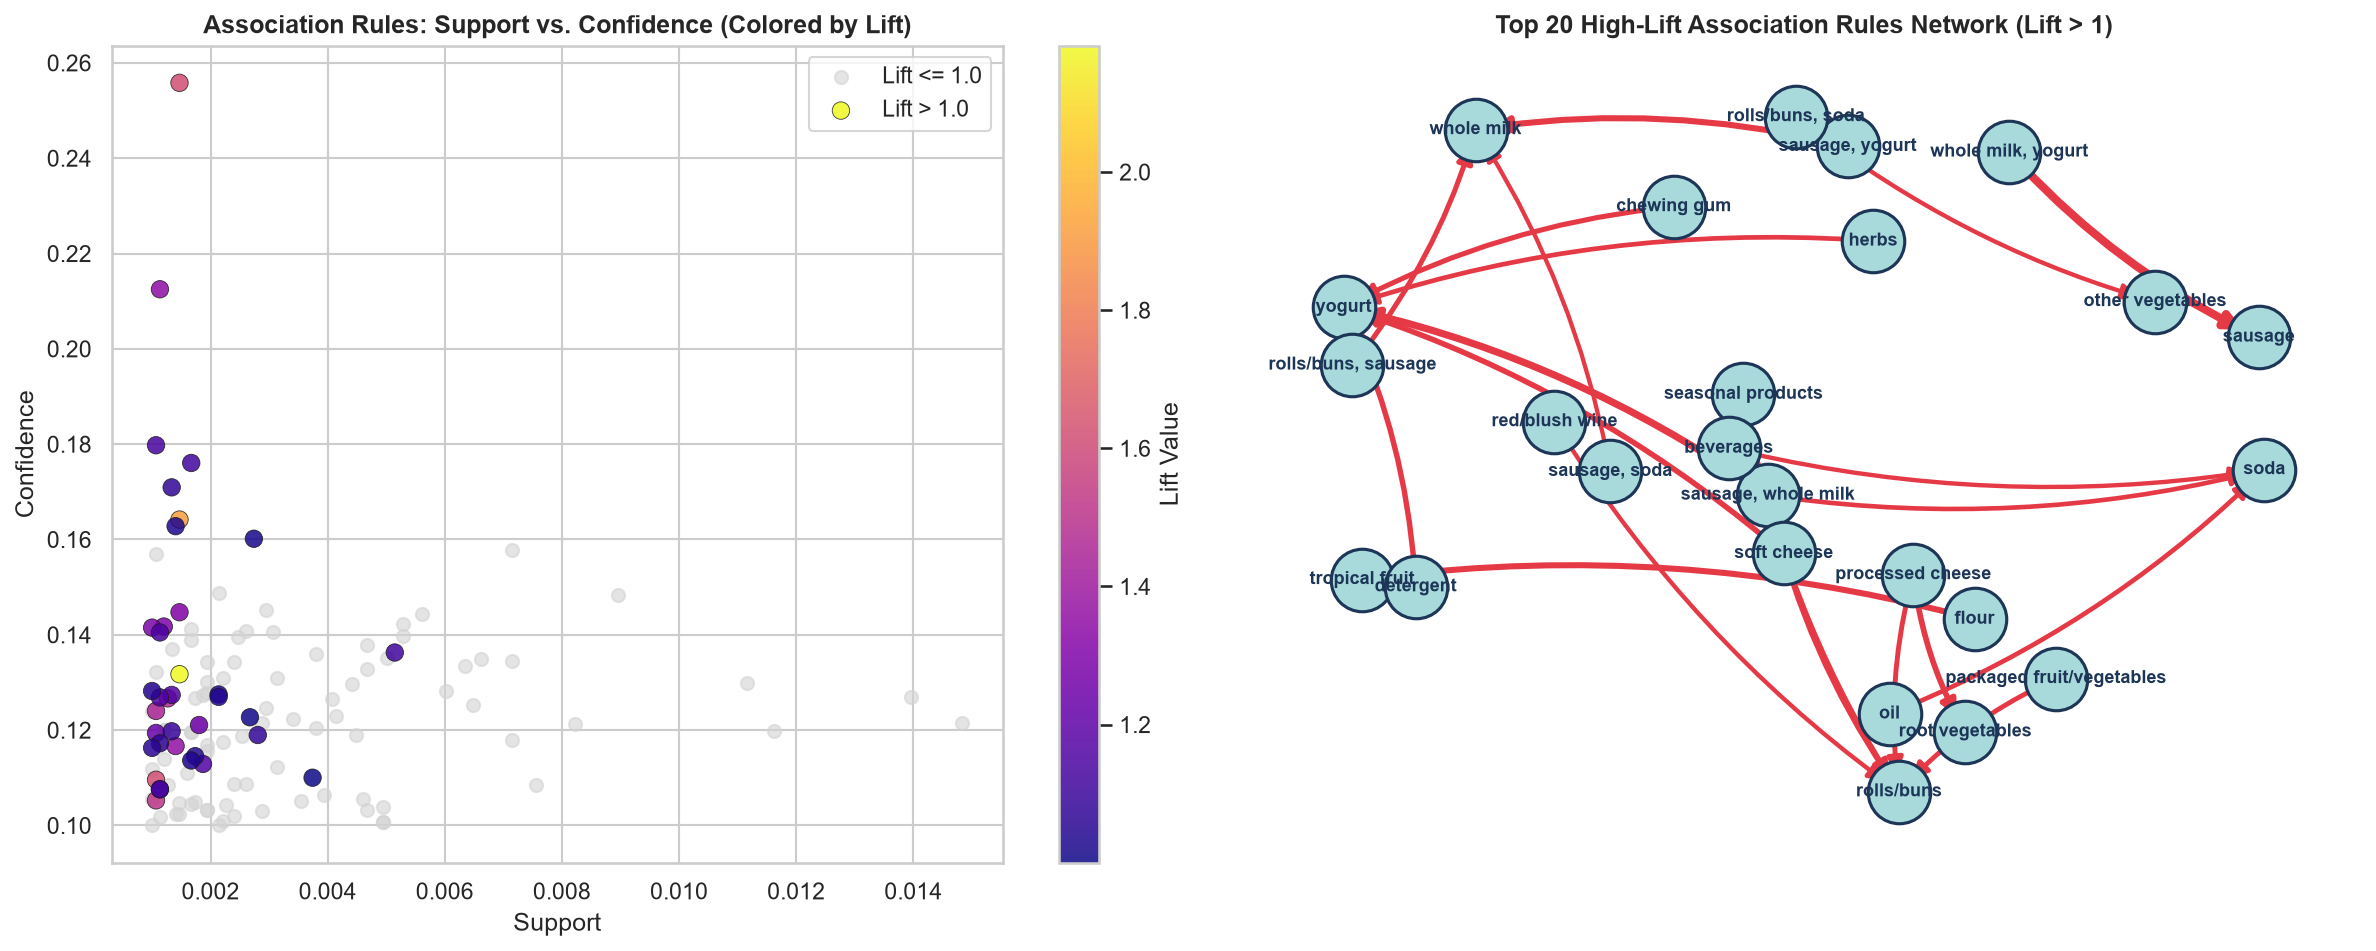 Association Rules: Support vs. Confidence (Colored by Lift)
Lift <= 1.0
Lift > 1.0
0.26
0.24
0.22
0.20
0.18
0.16
0.14
0.12
0.10
Confidence
0.002
0.004
0.006
0.008
0.010
0.012
0.014
Support
2.0
1.8
1.6
1.4
1.2
Lift Value
Top 20 High-Lift Association Rules Network (Lift > 1)
rolls/buns, soda
whole milk
sausage, yogurt
whole milk, yogurt
chewing gum
herbs
other vegetables
yogurt
sausage
rolls/buns, sausage
seasonal products
red/blush wine
beverages
sausage, soda
soda
sausage, whole milk
soft cheese
processed cheese
tropical fruit
detergent
flour
packaged fruit/vegetables
oil
root vegetables
rolls/buns